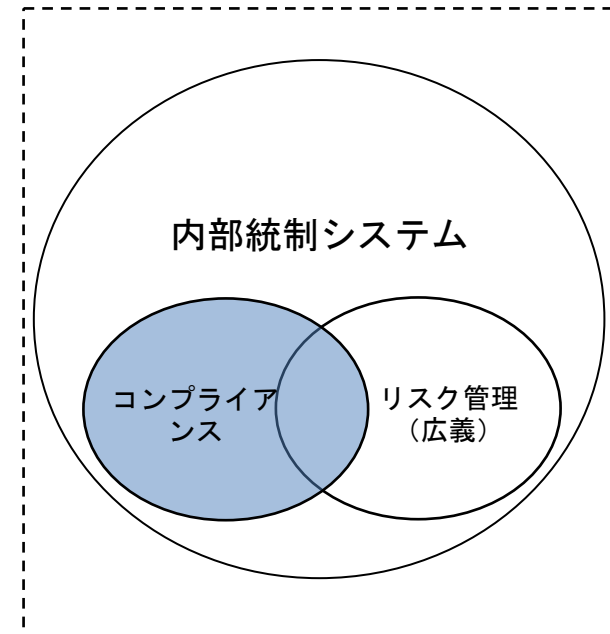 内部統制システム
コンプライア
ンス
リスク管理
（広義）